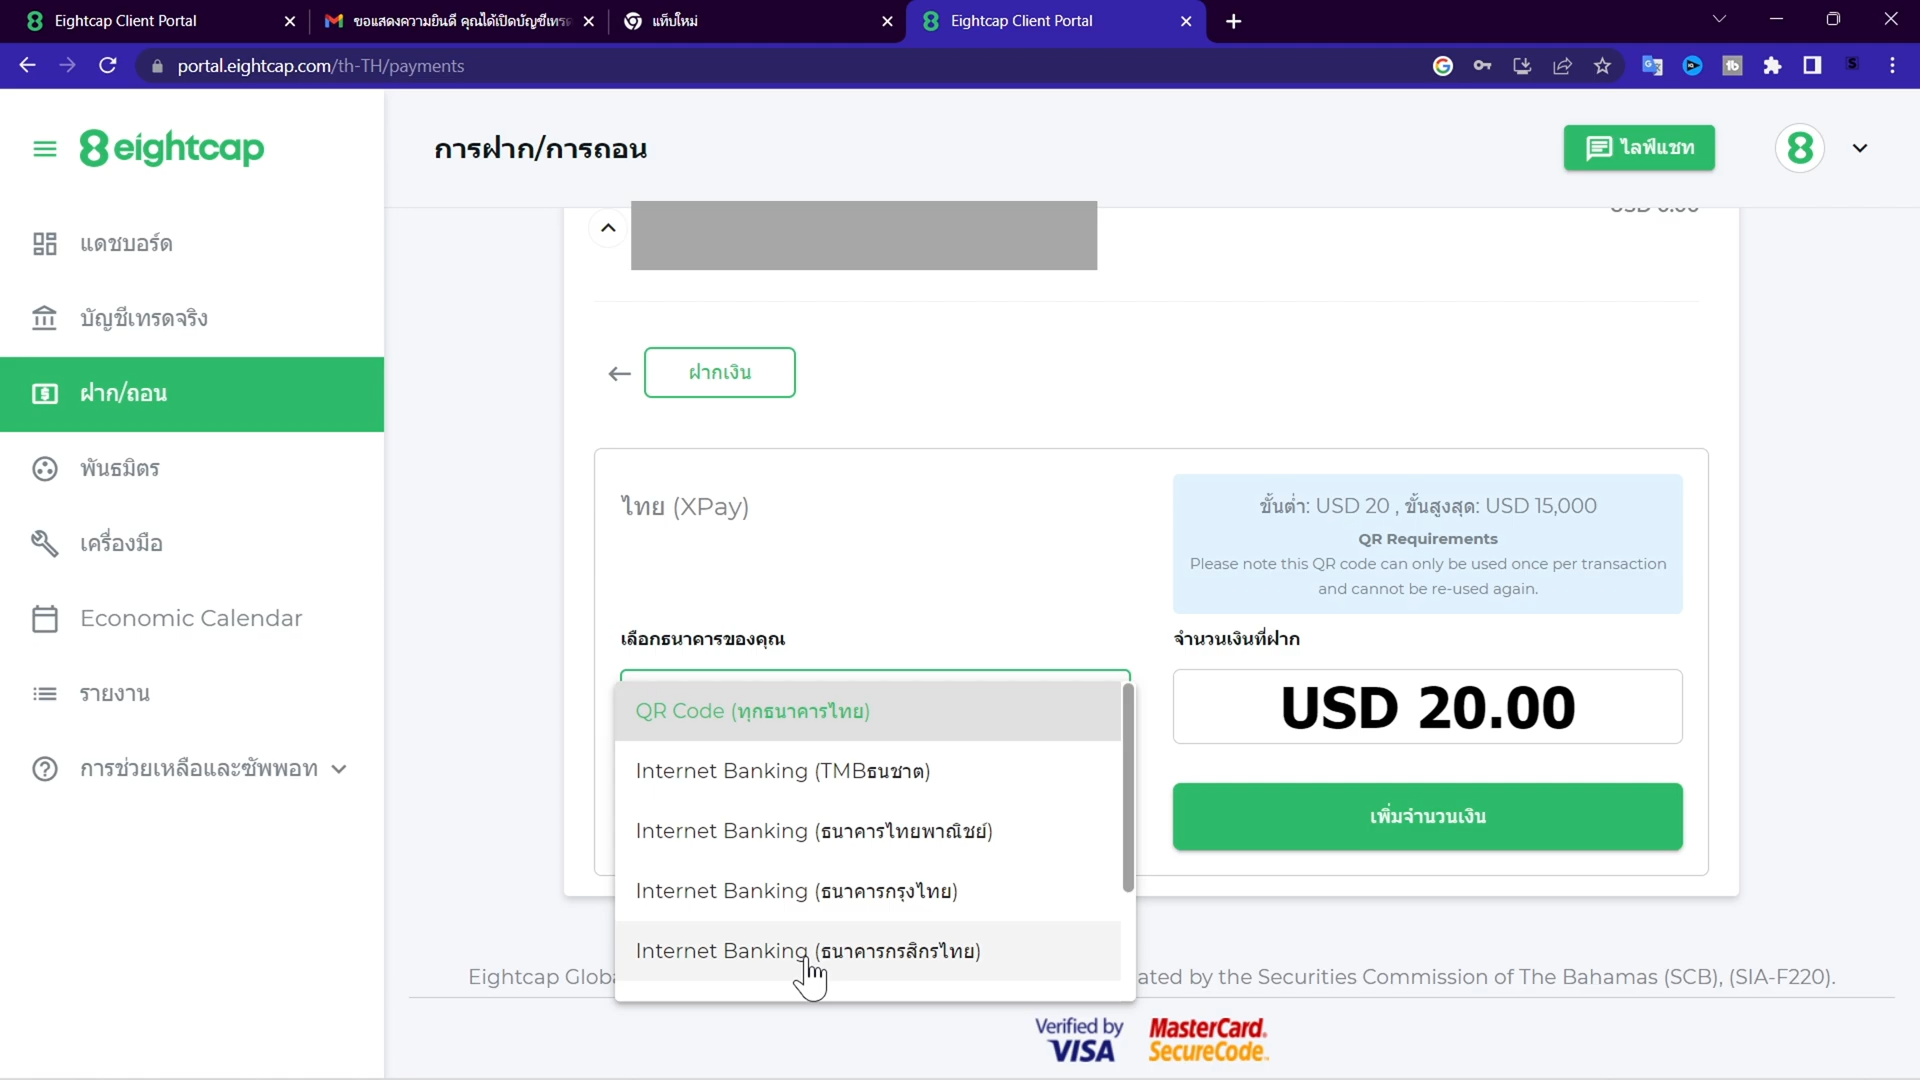 Eightcap Client Portal
ขอแสดงความยินดี คุณได้เปิดบัญชีเทรด
แท็บใหม่
Eightcap Client Portal
portal.eightcap.com/th-TH/payments
eightcap
การฝาก/การถอน
ไลฟ์แชท
แดชบอร์ด
บัญชีเทรดจริง
ฝาก/ถอน
พันธมิตร
เครื่องมือ
Economic Calendar
รายงาน
การช่วยเหลือและซัพพอท
ฝากเงิน
ไทย (XPay)
ขั้นต่ำ: USD 20 , ขั้นสูงสุด: USD 15,000
QR Requirements
Please note this QR code can only be used once per transaction
and cannot be re-used again.
เลือกธนาคารของคุณ
จำนวนเงินที่ฝาก
USD 20.00
เพิ่มจำนวนเงิน
QR Code (ทุกธนาคารไทย)
Internet Banking (TMBธนชาต)
Internet Banking (ธนาคารไทยพาณิชย์)
Internet Banking (ธนาคารกรุงไทย)
Internet Banking (ธนาคารกรสิกรไทย)
Eightcap Globa
ated by the Securities Commission of The Bahamas (SCB), (SIA-F220).
Verified by
VISA
MasterCard.
SecureCode.